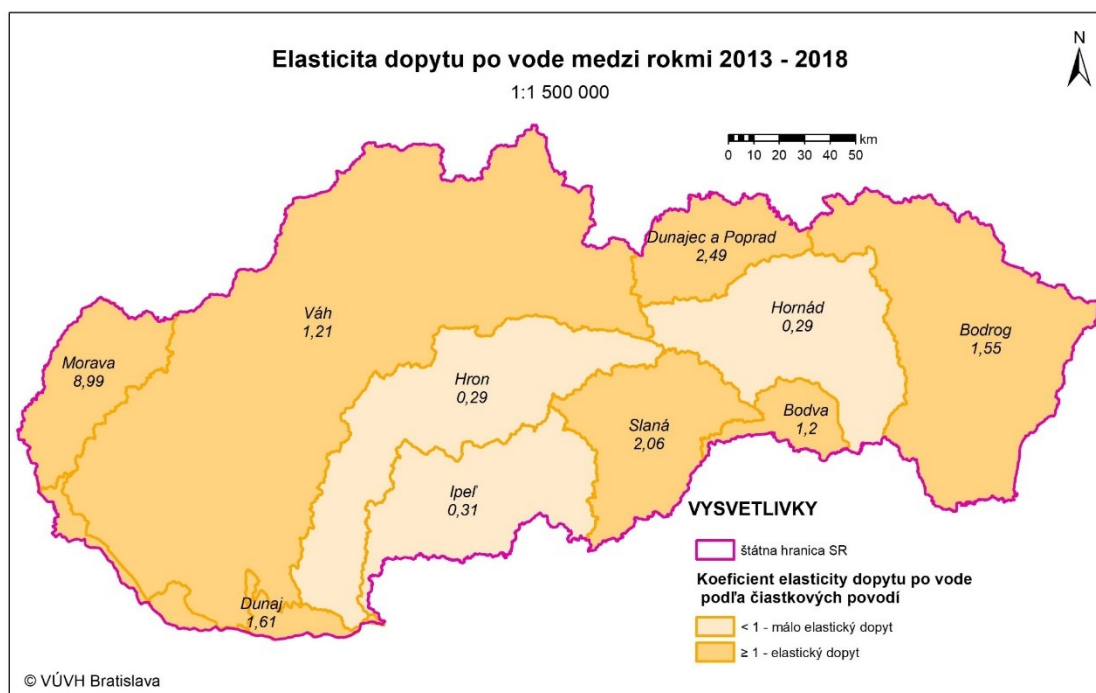 Elasticita dopytu po vode medzi rokmi 2013 - 2018
1:1 500 000
N
km
0 10 20 30 40 50
Dunajec a Poprad
2,49
Váh
1,21
Hornád
0,29
Bodrog
1,55
Morava
8,99
Hron
0,29
Slaná
2,06
Bodva
1,2
Ipeľ
0,31
Dunaj
1,61
VYSVETLIVKY
štátna hranica SR
Koeficient elasticity dopytu po vode
podľa čiastkových povodí
< 1 - málo elastický dopyt
≥ 1 - elastický dopyt
© VÚVH Bratislava